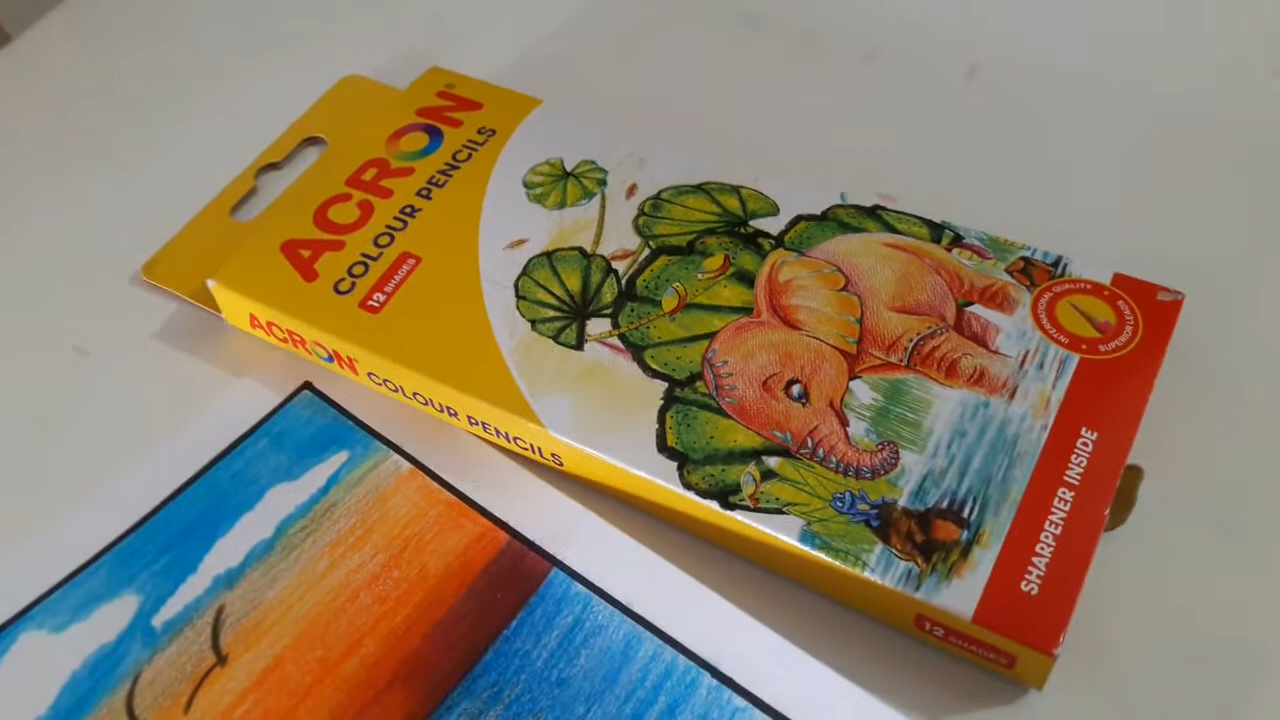 ACRON®
COLOUR PENCILS
12 SHADES
INTERNATIONAL QUALITY
SUPERIOR LEADS
SHARPENER INSIDE
ACRON® COLOUR PENCILS
12 SHADES